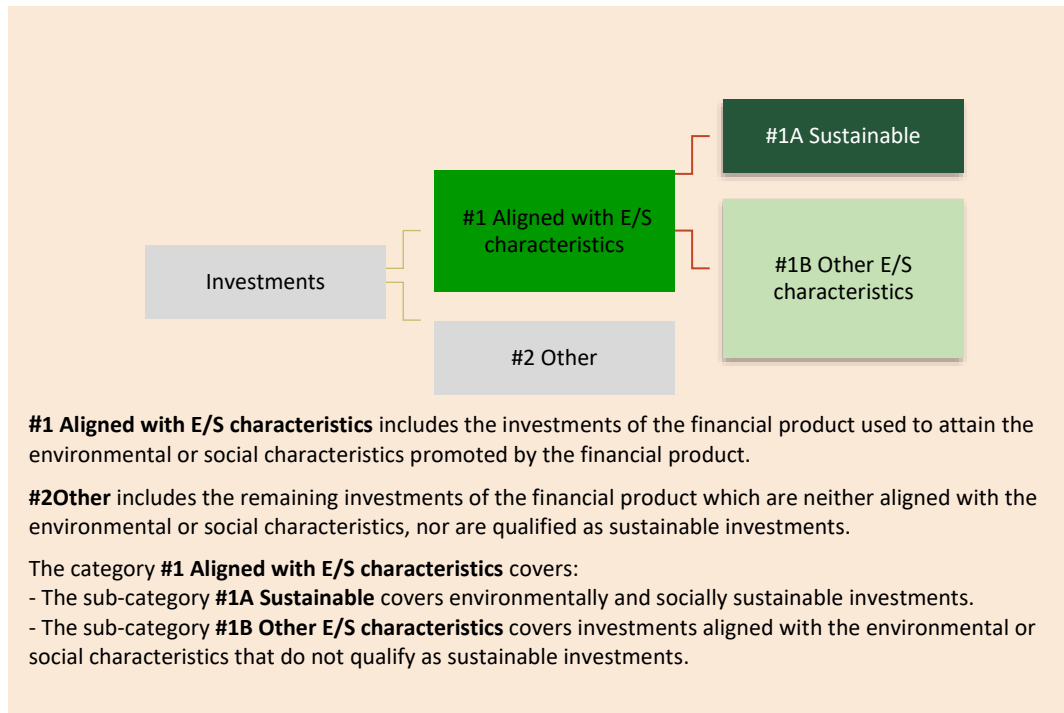 #1A Sustainable
#1 Aligned with E/S
characteristics
#1B Other E/S
characteristics
Investments
#2 Other
#1 Aligned with E/S characteristics includes the investments of the financial product used to attain the
environmental or social characteristics promoted by the financial product.
#2Other includes the remaining investments of the financial product which are neither aligned with the
environmental or social characteristics, nor are qualified as sustainable investments.
The category #1 Aligned with E/S characteristics covers:
- The sub-category #1A Sustainable covers environmentally and socially sustainable investments.
- The sub-category #1B Other E/S characteristics covers investments aligned with the environmental or
social characteristics that do not qualify as sustainable investments.